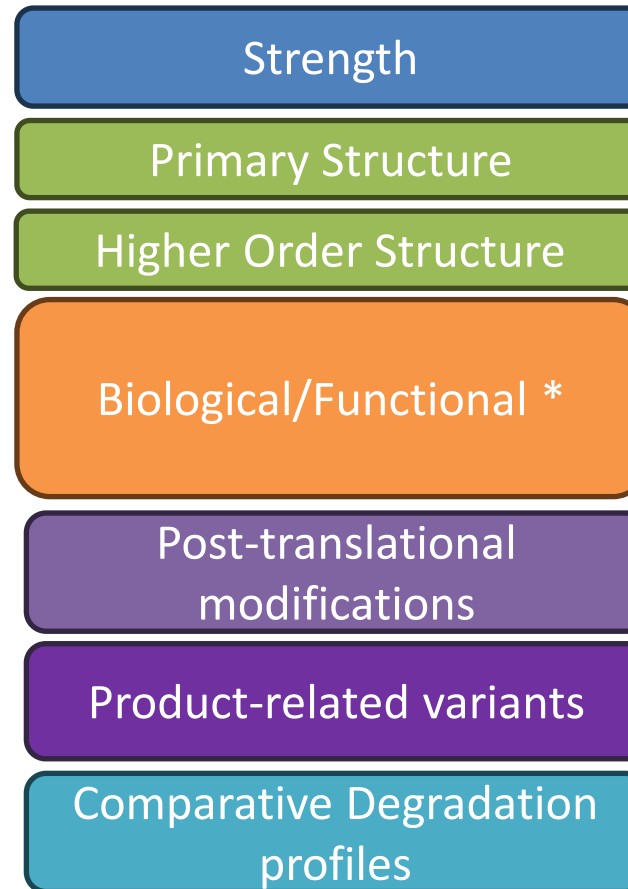 Strength
Primary Structure
Higher Order Structure
Biological/Functional *
Post-translational
modifications
Product-related variants
Comparative Degradation
profiles